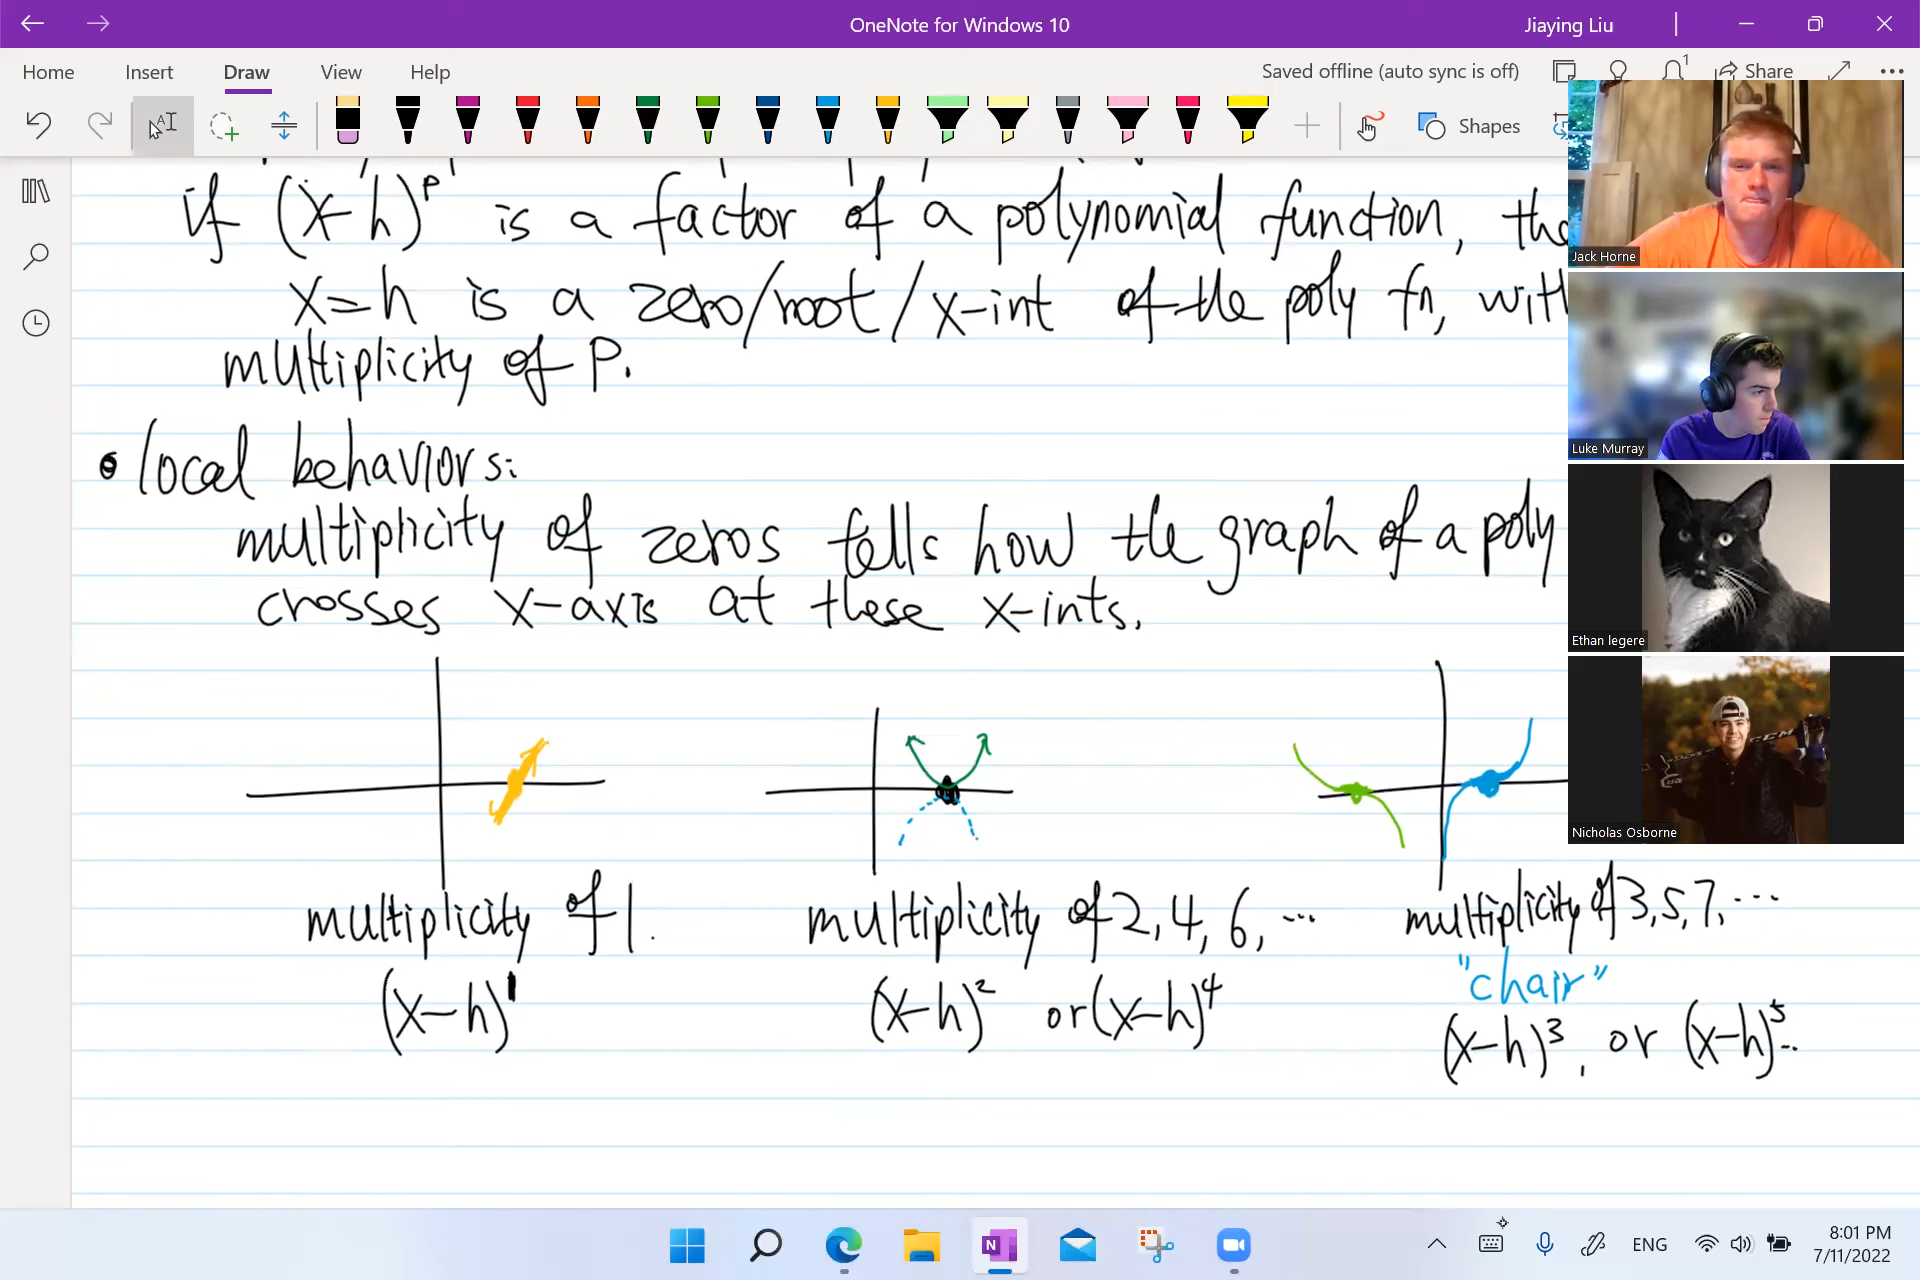 OneNote for Windows 10
Jiaying Liu
Home Insert Draw View Help
Saved offline (auto sync is off)
1
Share
Shapes
if (x-h)^p is a factor of a polynomial function, the
x=h is a zero/root/x-int of the poly fn, with
multiplicity of P.
local behaviors:
multiplicity of zeros tells how the graph of a poly
crosses x-axis at these x-ints.
multiplicity of 1.
(x-h)^1
multiplicity of 2, 4, 6, ...
(x-h)^2 or (x-h)^4
multiplicity of 3, 5, 7, ...
"chair"
(x-h)^3, or (x-h)^5 ..
Jack Horne
Luke Murray
Ethan legere
CCM
Nicholas Osborne
ENG
8:01 PM
7/11/2022